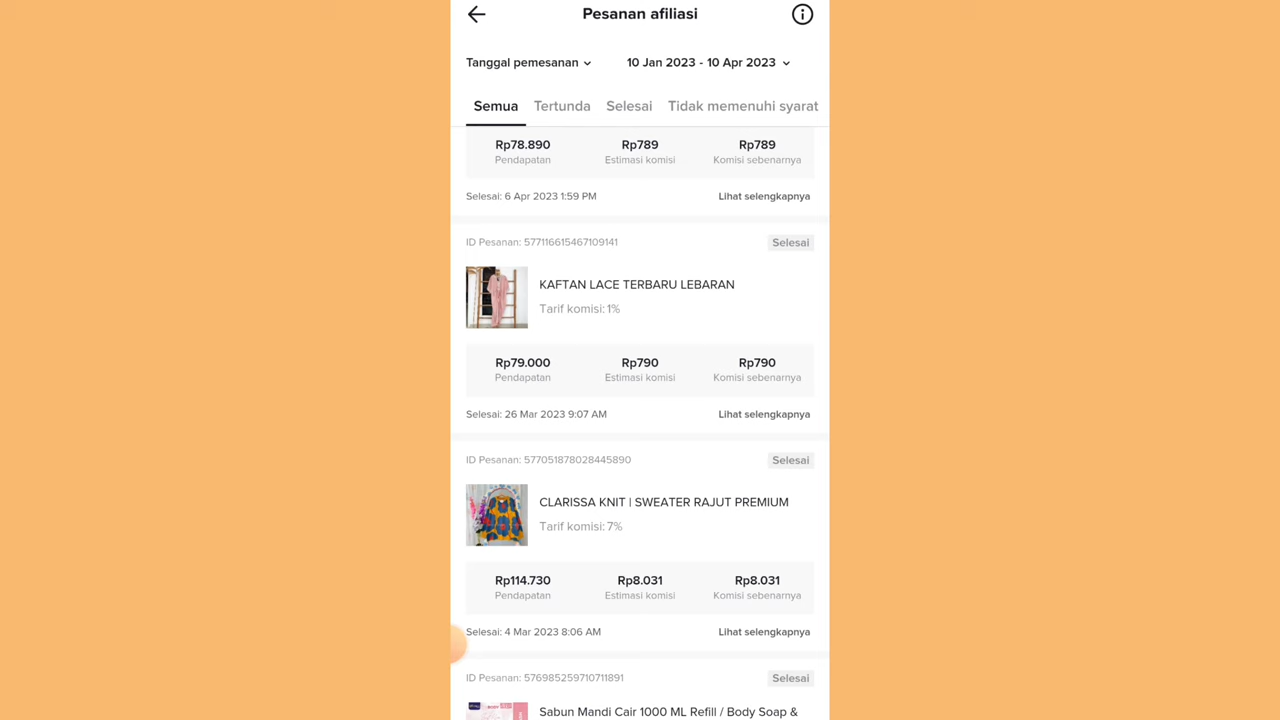 Pesanan afiliasi
Tanggal pemesanan 10 Jan 2023 - 10 Apr 2023
Semua Tertunda Selesai Tidak memenuhi syarat
Rp78.890 Rp789 Rp789
Pendapatan Estimasi komisi Komisi sebenarnya
Selesai: 6 Apr 2023 1:59 PM Lihat selengkapnya
ID Pesanan: 577116615467109141 Selesai
KAFTAN LACE TERBARU LEBARAN
Tarif komisi: 1%
Rp79.000 Rp790 Rp790
Pendapatan Estimasi komisi Komisi sebenarnya
Selesai: 26 Mar 2023 9:07 AM Lihat selengkapnya
ID Pesanan: 577051878028445890 Selesai
CLARISSA KNIT | SWEATER RAJUT PREMIUM
Tarif komisi: 7%
Rp114.730 Rp8.031 Rp8.031
Pendapatan Estimasi komisi Komisi sebenarnya
Selesai: 4 Mar 2023 8:06 AM Lihat selengkapnya
ID Pesanan: 576985259710711891 Selesai
Sabun Mandi Cair 1000 ML Refill / Body Soap &